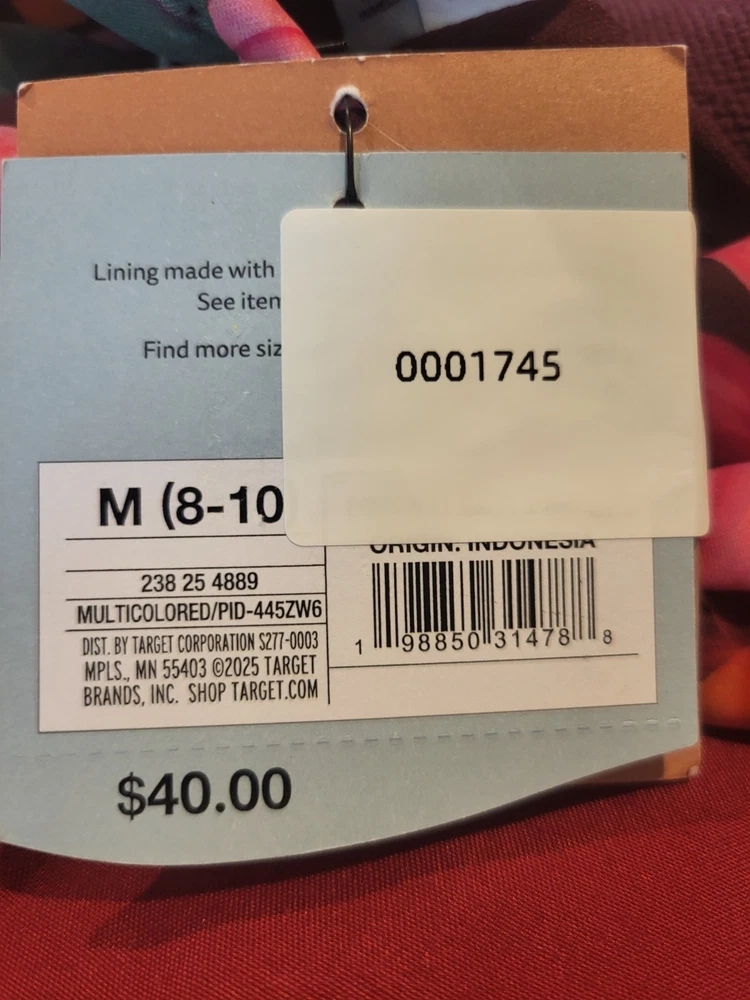 Lining made with
See item
Find more siz
0001745
M (8-10
ORIGIN: INDONESIA
238 25 4889
MULTICOLORED/PID-445ZW6
DIST. BY TARGET CORPORATION S277-0003
MPLS., MN 55403 ©2025 TARGET
BRANDS, INC. SHOP TARGET.COM
1 98850 31478 8
$40.00